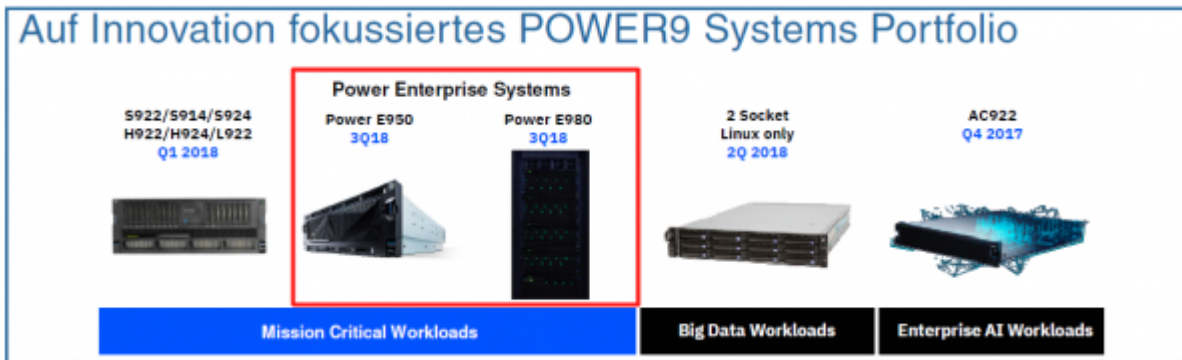 Auf Innovation fokussiertes POWER9 Systems Portfolio
Power Enterprise Systems
S922/S914/S924
H922/H924/L922
Q1 2018
Power E950
3Q18
Power E980
3Q18
2 Socket
Linux only
2Q 2018
AC922
Q4 2017
Mission Critical Workloads
Big Data Workloads
Enterprise AI Workloads